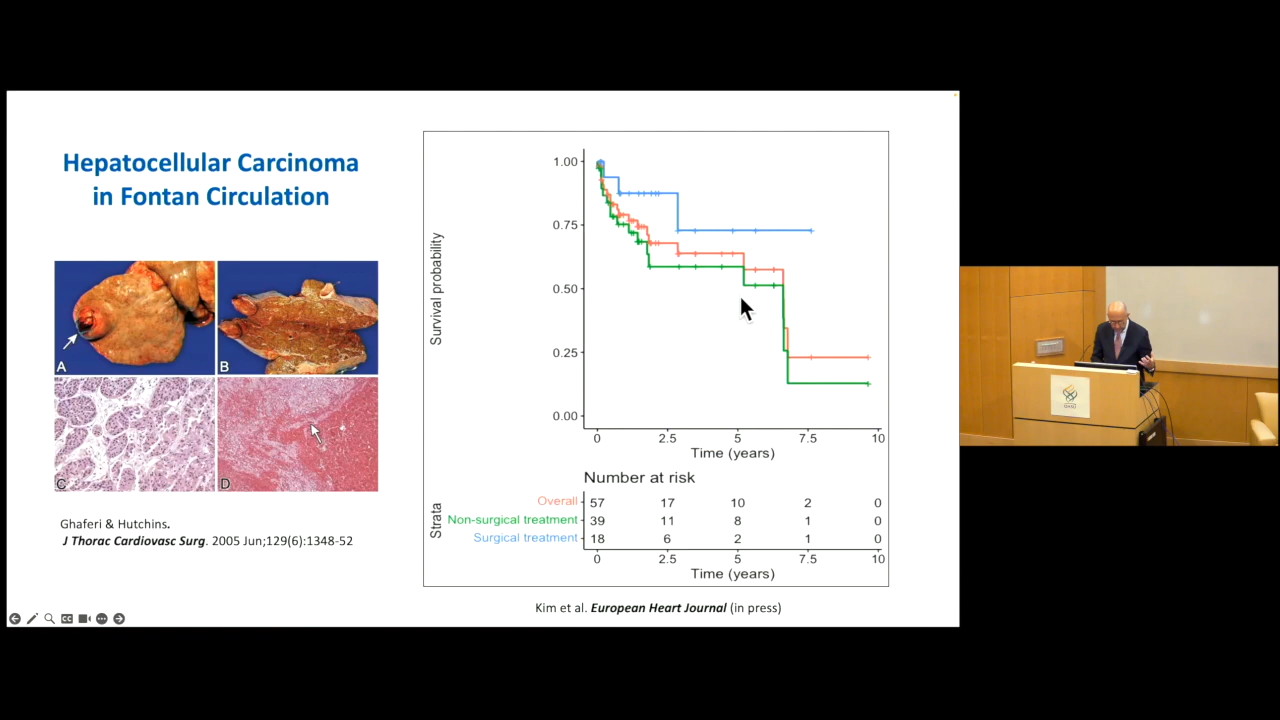 Hepatocellular Carcinoma
in Fontan Circulation
A
B
C
D
Ghaferi & Hutchins.
J Thorac Cardiovasc Surg. 2005 Jun;129(6):1348-52
Survival probability
1.00
0.75
0.50
0.25
0.00
0 2.5 5 7.5 10
Time (years)
Number at risk
Strata
Overall 57 17 10 2 0
Non-surgical treatment 39 11 8 1 0
Surgical treatment 18 6 2 1 0
0 2.5 5 7.5 10
Time (years)
Kim et al. European Heart Journal (in press)
CC